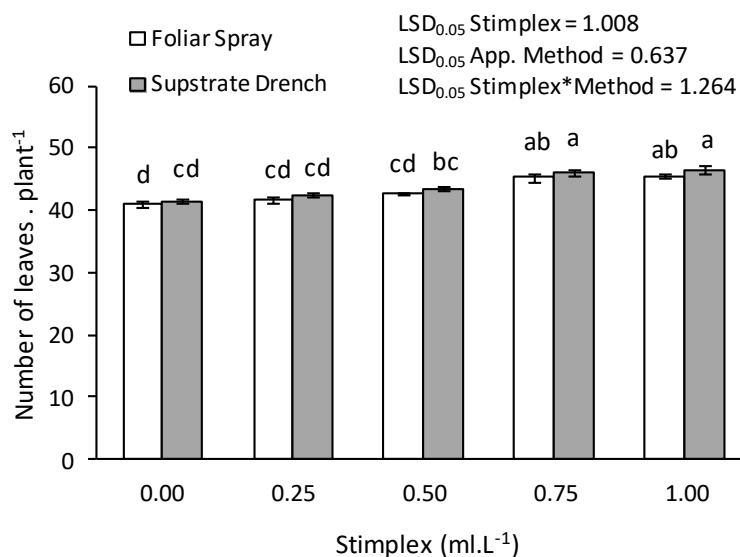 Foliar Spray
Supstrate Drench
LSD0.05 Stimplex = 1.008
LSD0.05 App. Method = 0.637
LSD0.05 Stimplex*Method = 1.264
Number of leaves . plant-1
60
50
40
30
20
10
0
d cd cd cd cd bc ab a ab a
0.00 0.25 0.50 0.75 1.00
Stimplex (ml.L-1)